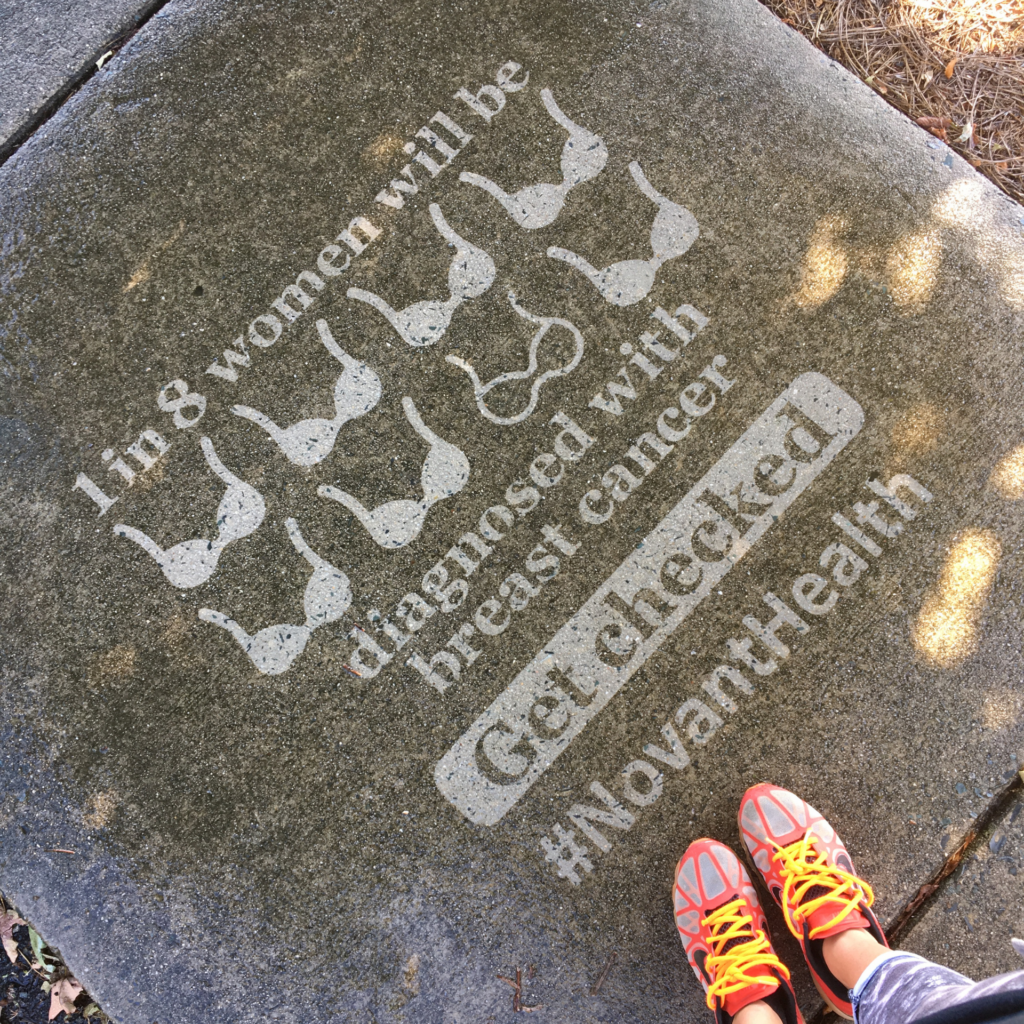 1 in 8 women will be
diagnosed with
breast cancer
Get checked
#NovantHealth